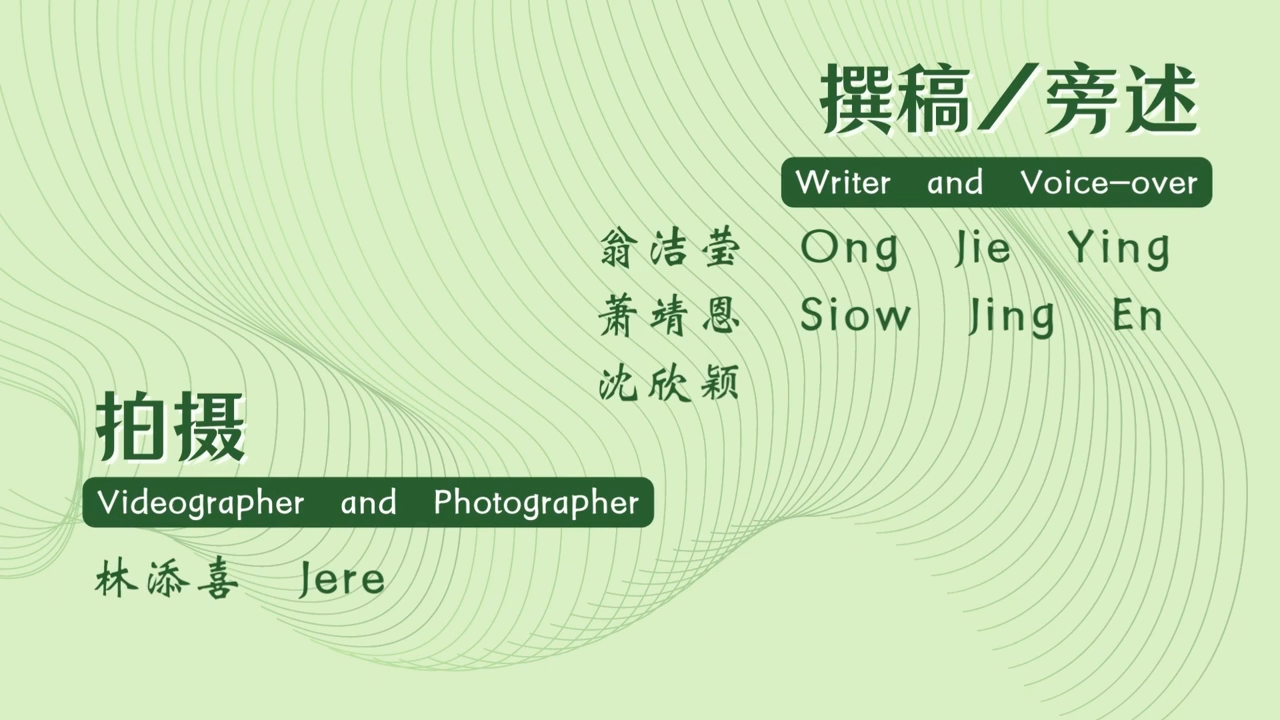 撰稿/旁述
Writer and Voice-over
翁洁莹 Ong Jie Ying
萧靖恩 Siow Jing En
沈欣颖
拍摄
Videographer and Photographer
林添喜 Jere